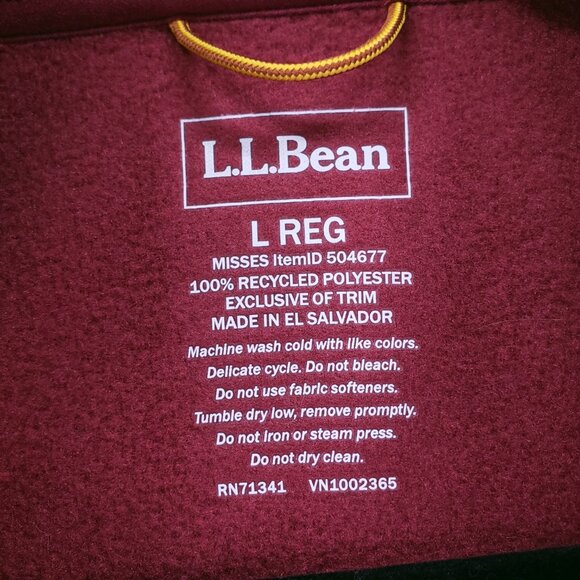 L.L.Bean
L REG
MISSES ItemID 504677
100% RECYCLED POLYESTER
EXCLUSIVE OF TRIM
MADE IN EL SALVADOR
Machine wash cold with like colors.
Delicate cycle. Do not bleach.
Do not use fabric softeners.
Tumble dry low, remove promptly.
Do not iron or steam press.
Do not dry clean.
RN71341 VN1002365